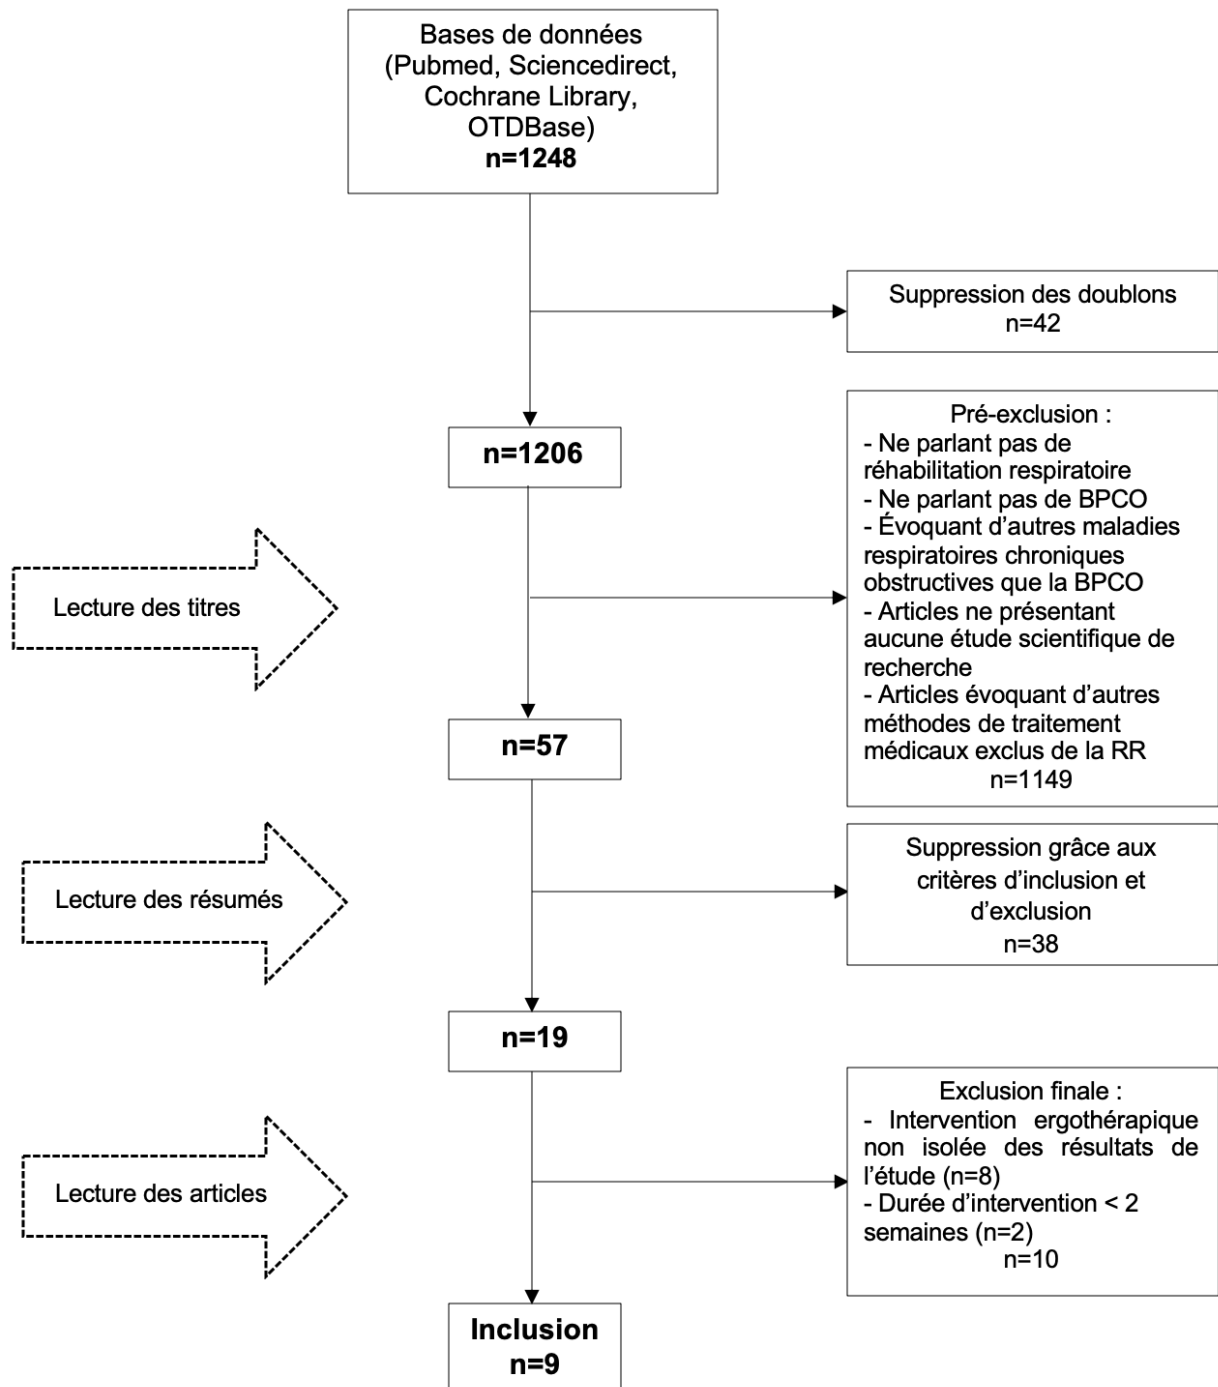 Bases de données
(Pubmed, Sciencedirect,
Cochrane Library,
OTDBase)
n=1248
Suppression des doublons
n=42
n=1206
Pré-exclusion :
- Ne parlant pas de
réhabilitation respiratoire
- Ne parlant pas de BPCO
- Évoquant d’autres maladies
respiratoires chroniques
obstructives que la BPCO
- Articles ne présentant
aucune étude scientifique de
recherche
- Articles évoquant d’autres
méthodes de traitement
médicaux exclus de la RR
n=1149
Lecture des titres
n=57
Suppression grâce aux
critères d’inclusion et
d’exclusion
n=38
Lecture des résumés
n=19
Exclusion finale :
- Intervention ergothérapique
non isolée des résultats de
l’étude (n=8)
- Durée d’intervention < 2
semaines (n=2)
n=10
Lecture des articles
Inclusion
n=9